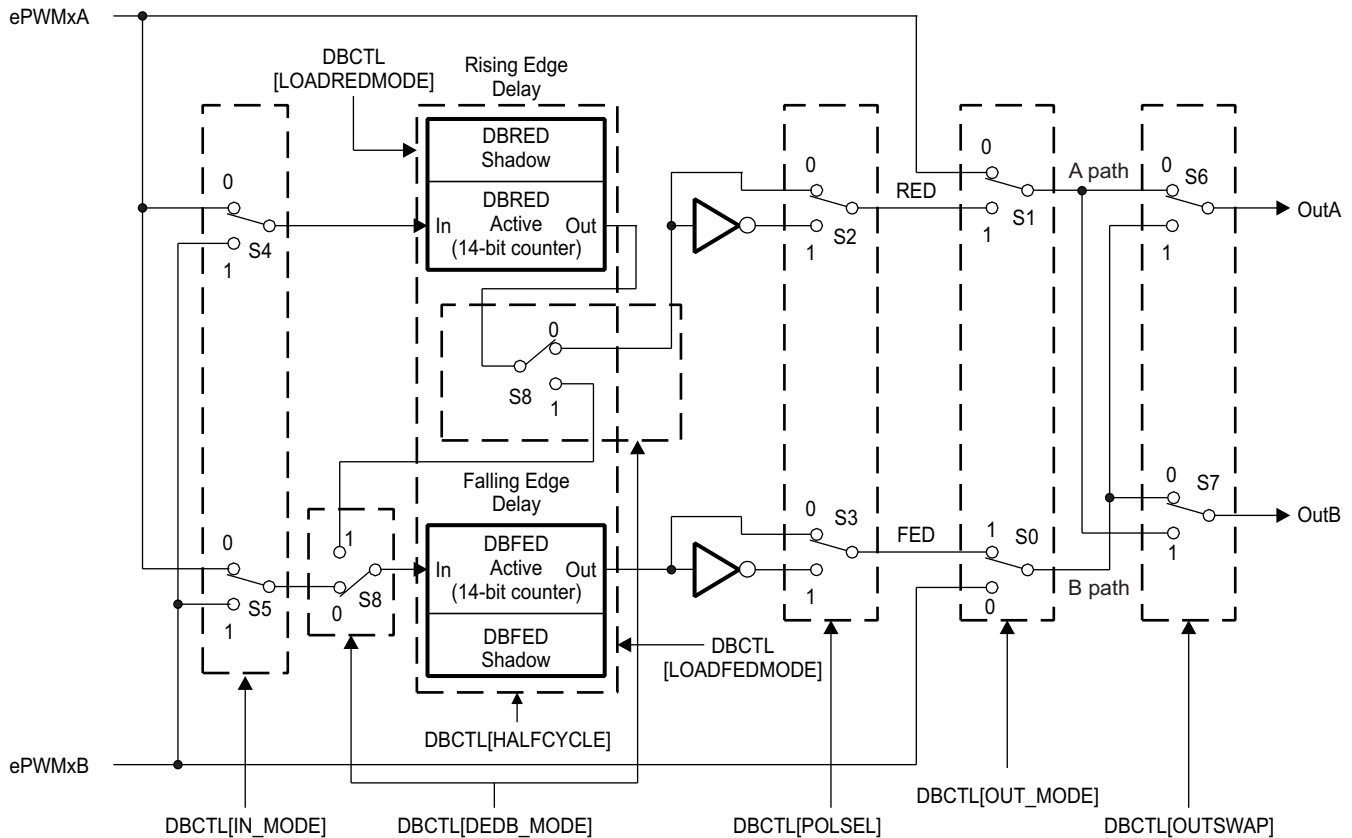 ePWMxA
DBCTL
[LOADREDMODE]
Rising Edge
Delay
DBRED
Shadow
DBRED
Active
(14-bit counter)
In
Out
0
S4
1
0
S2
1
RED
0
S1
1
A path
0
S6
1
OutA
0
S8
1
Falling Edge
Delay
0
S5
1
1
S8
0
DBFED
Active
(14-bit counter)
In
Out
DBFED
Shadow
0
S3
1
FED
1
S0
0
B path
0
S7
1
OutB
DBCTL
[LOADFEDMODE]
DBCTL[HALFCYCLE]
ePWMxB
DBCTL[IN_MODE]
DBCTL[DEDB_MODE]
DBCTL[POLSEL]
DBCTL[OUT_MODE]
DBCTL[OUTSWAP]